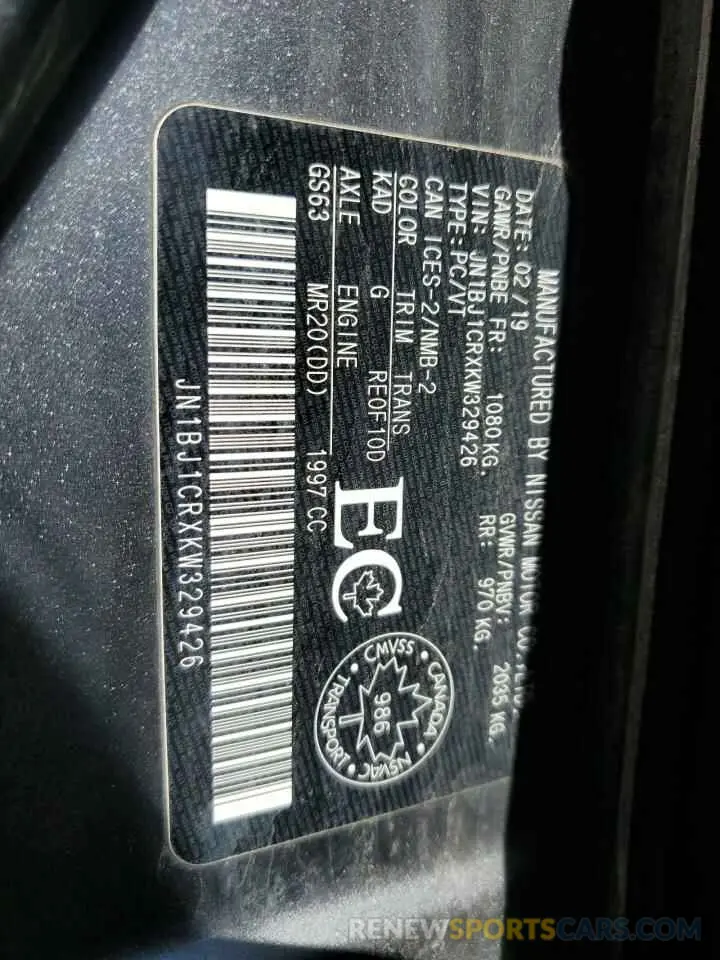 MANUFACTURED BY NISSAN MOTOR CO.,LTD.
DATE: 02/19 GVWR/PNBV: 2035 KG.
GAWR/PNBE FR: 1080 KG. RR: 970 KG.
VIN: JN1BJ1CRXKW329426
TYPE: PC/VT
CAN ICES-2/NMB-2
COLOR TRIM TRANS
KAD G RE0F10D
AXLE ENGINE
GS63 MR20(DD) 1997 CC
EC
CANADA
CMVSS NSVAC
986
TRANSPORT
JN1BJ1CRXKW329426
RENEWSPORTSCARS.COM